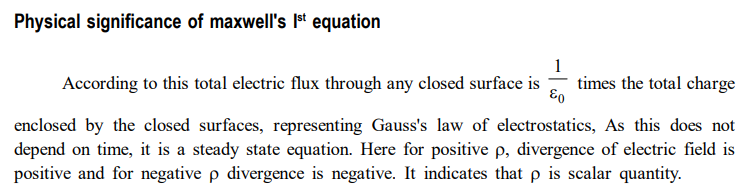 Physical significance of maxwell's Ist equation
According to this total electric flux through any closed surface is 1/ε0 times the total charge
enclosed by the closed surfaces, representing Gauss's law of electrostatics, As this does not
depend on time, it is a steady state equation. Here for positive ρ, divergence of electric field is
positive and for negative ρ divergence is negative. It indicates that ρ is scalar quantity.